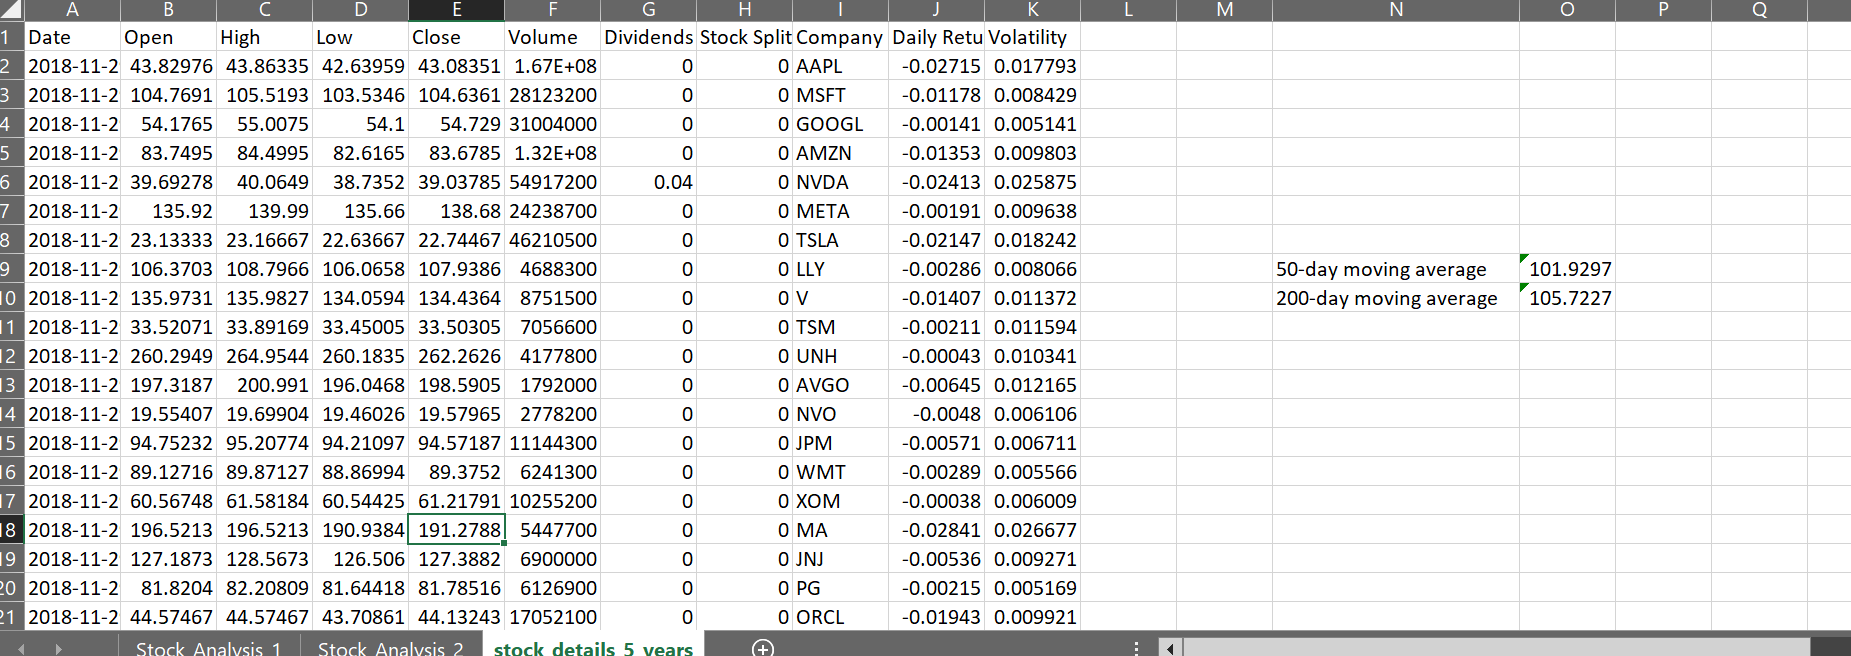 A B C D E F G H I J K L M N O P Q
1 Date Open High Low Close Volume Dividends Stock Split Company Daily Retu Volatility
2 2018-11-2 43.82976 43.86335 42.63959 43.08351 1.67E+08 0 0 AAPL -0.02715 0.017793
3 2018-11-2 104.7691 105.5193 103.5346 104.6361 28123200 0 0 MSFT -0.01178 0.008429
4 2018-11-2 54.1765 55.0075 54.1 54.729 31004000 0 0 GOOGL -0.00141 0.005141
5 2018-11-2 83.7495 84.4995 82.6165 83.6785 1.32E+08 0 0 AMZN -0.01353 0.009803
6 2018-11-2 39.69278 40.0649 38.7352 39.03785 54917200 0.04 0 NVDA -0.02413 0.025875
7 2018-11-2 135.92 139.99 135.66 138.68 24238700 0 0 META -0.00191 0.009638
8 2018-11-2 23.13333 23.16667 22.63667 22.74467 46210500 0 0 TSLA -0.02147 0.018242
9 2018-11-2 106.3703 108.7966 106.0658 107.9386 4688300 0 0 LLY -0.00286 0.008066 50-day moving average 101.9297
10 2018-11-2 135.9731 135.9827 134.0594 134.4364 8751500 0 0 V -0.01407 0.011372 200-day moving average 105.7227
11 2018-11-2 33.52071 33.89169 33.45005 33.50305 7056600 0 0 TSM -0.00211 0.011594
12 2018-11-2 260.2949 264.9544 260.1835 262.2626 4177800 0 0 UNH -0.00043 0.010341
13 2018-11-2 197.3187 200.991 196.0468 198.5905 1792000 0 0 AVGO -0.00645 0.012165
14 2018-11-2 19.55407 19.69904 19.46026 19.57965 2778200 0 0 NVO -0.0048 0.006106
15 2018-11-2 94.75232 95.20774 94.21097 94.57187 11144300 0 0 JPM -0.00571 0.006711
16 2018-11-2 89.12716 89.87127 88.86994 89.3752 6241300 0 0 WMT -0.00289 0.005566
17 2018-11-2 60.56748 61.58184 60.54425 61.21791 10255200 0 0 XOM -0.00038 0.006009
18 2018-11-2 196.5213 196.5213 190.9384 191.2788 5447700 0 0 MA -0.02841 0.026677
19 2018-11-2 127.1873 128.5673 126.506 127.3882 6900000 0 0 JNJ -0.00536 0.009271
20 2018-11-2 81.8204 82.20809 81.64418 81.78516 6126900 0 0 PG -0.00215 0.005169
21 2018-11-2 44.57467 44.57467 43.70861 44.13243 17052100 0 0 ORCL -0.01943 0.009921
Stock Analysis 1 Stock Analysis 2 stock_details_5_years